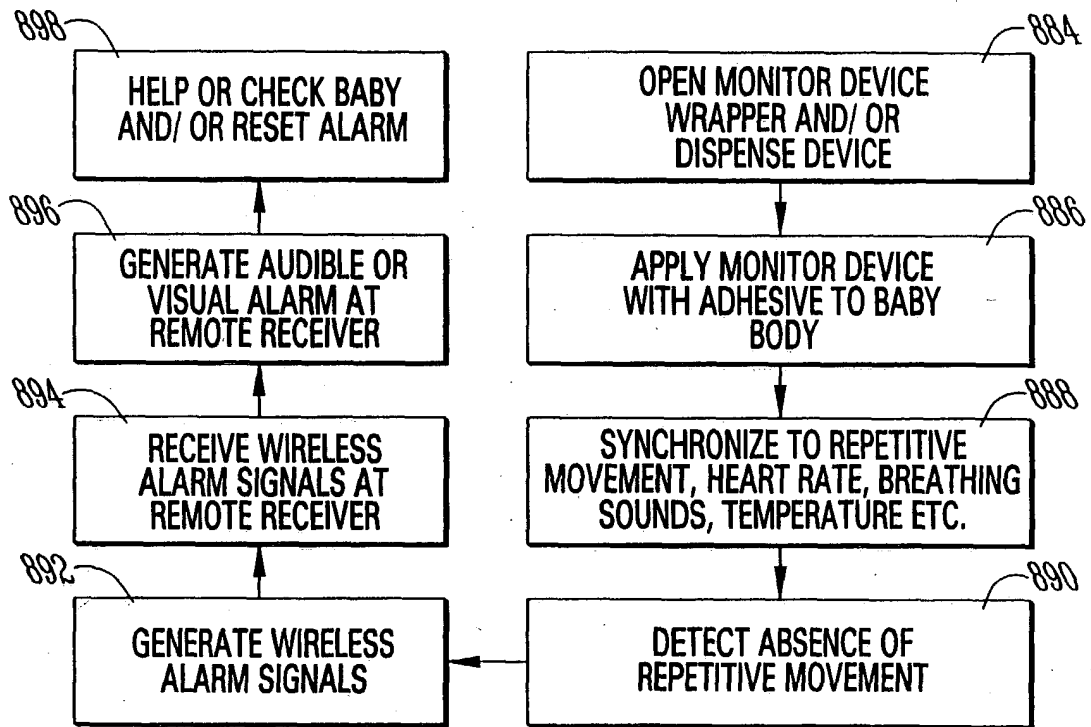 884
OPEN MONITOR DEVICE
WRAPPER AND/ OR
DISPENSE DEVICE
886
APPLY MONITOR DEVICE
WITH ADHESIVE TO BABY
BODY
888
SYNCHRONIZE TO REPETITIVE
MOVEMENT, HEART RATE, BREATHING
SOUNDS, TEMPERATURE ETC.
890
DETECT ABSENCE OF
REPETITIVE MOVEMENT
892
GENERATE WIRELESS
ALARM SIGNALS
894
RECEIVE WIRELESS
ALARM SIGNALS AT
REMOTE RECEIVER
896
GENERATE AUDIBLE OR
VISUAL ALARM AT
REMOTE RECEIVER
898
HELP OR CHECK BABY
AND/ OR RESET ALARM